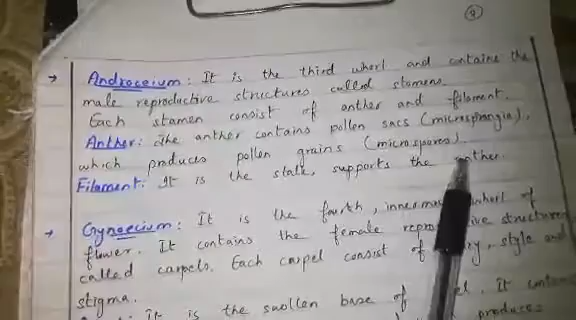 9
→ Androecium: It is the third whorl and contains the
male reproductive structures called stamens.
Each stamen consist of anther and filament.
Anther: The anther contains pollen sacs (microsporangia),
which produces pollen grains (microspores).
Filament: It is the stalk, supports the anther.
→ Gynoecium: It is the fourth, innermost whorl of
flower. It contains the female structures
called carpels. Each carpel consist of style and
stigma.
It is the swollen base of It contains
produces